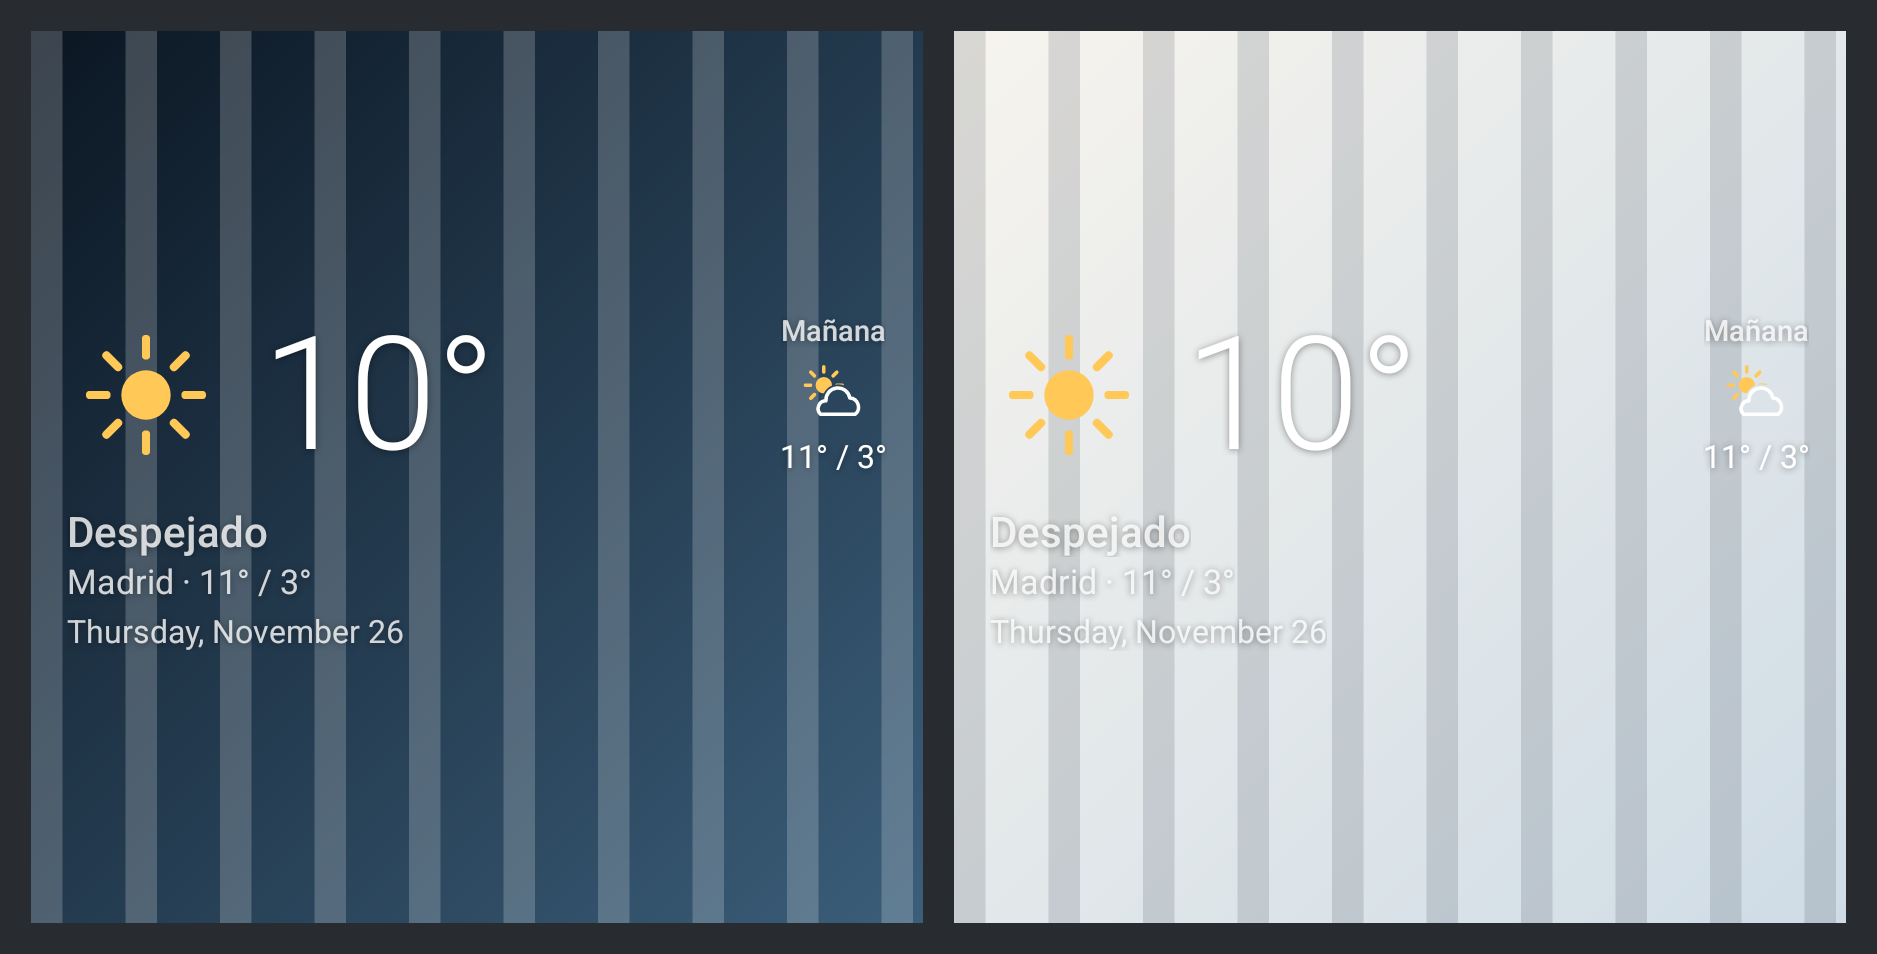 10°
Mañana
11° / 3°
Despejado
Madrid · 11° / 3°
Thursday, November 26
10°
Mañana
11° / 3°
Despejado
Madrid · 11° / 3°
Thursday, November 26